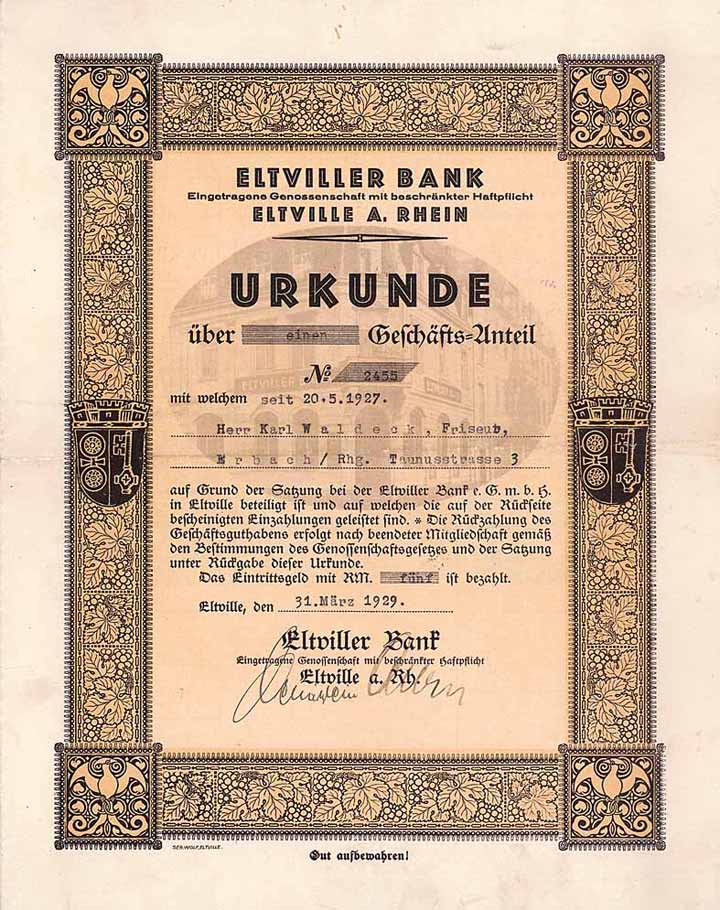 ELTVILLER BANK
Eingetragene Genossenschaft mit beschränkter Haftpflicht
ELTVILLE A. RHEIN
URKUNDE
über einen Geschäfts-Anteil
No 2455
mit welchem seit 20.5.1927.
Herr Karl Waldeck, Friseur,
Erbach/Rhg. Taunusstrasse 3
auf Grund der Satzung bei der Eltviller Bank e. G. m. b. H.
in Eltville beteiligt ist und auf welchen die auf der Rückseite
bescheinigten Einzahlungen geleistet sind. * Die Rückzahlung des
Geschäftsguthabens erfolgt nach beendeter Mitgliedschaft gemäß
den Bestimmungen des Genossenschaftsgesetzes und der Satzung
unter Rückgabe dieser Urkunde.
Das Eintrittsgeld mit RM. fünf ist bezahlt.
Eltville, den 31.März 1929.
Eltviller Bank
Eingetragene Genossenschaft mit beschränkter Haftpflicht
Eltville a. Rh.
GEB. WOLF, ELTVILLE.
Gut aufbewahren!